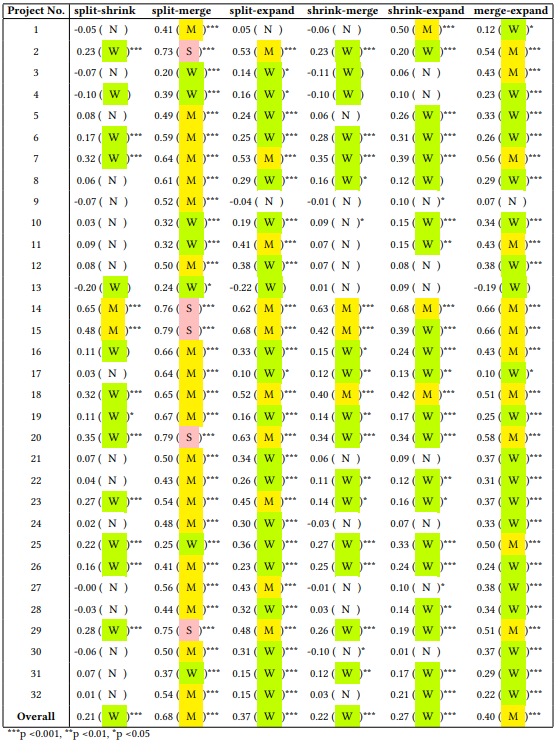 Project No. split-shrink split-merge split-expand shrink-merge shrink-expand merge-expand
1 -0.05 ( N ) 0.41 ( M )*** 0.05 ( N ) -0.06 ( N ) 0.50 ( M )*** 0.12 ( W )*
2 0.23 ( W )*** 0.73 ( S )*** 0.53 ( M )*** 0.23 ( W )*** 0.20 ( W )*** 0.54 ( M )***
3 -0.07 ( N ) 0.20 ( W )*** 0.14 ( W )* -0.11 ( W ) 0.06 ( N ) 0.43 ( M )***
4 -0.10 ( W ) 0.39 ( W )*** 0.16 ( W )* -0.10 ( W ) 0.10 ( N ) 0.23 ( W )***
5 0.08 ( N ) 0.49 ( M )*** 0.24 ( W )*** 0.06 ( N ) 0.26 ( W )*** 0.33 ( W )***
6 0.17 ( W )*** 0.59 ( M )*** 0.25 ( W )*** 0.28 ( W )*** 0.31 ( W )*** 0.26 ( W )***
7 0.32 ( W )*** 0.64 ( M )*** 0.53 ( M )*** 0.35 ( W )*** 0.39 ( W )*** 0.56 ( M )***
8 0.06 ( N ) 0.61 ( M )*** 0.29 ( W )*** 0.16 ( W )* 0.12 ( W ) 0.29 ( W )***
9 -0.07 ( N ) 0.52 ( M )*** -0.04 ( N ) -0.01 ( N ) 0.10 ( N )* 0.07 ( N )
10 0.03 ( N ) 0.32 ( W )*** 0.19 ( W )*** 0.09 ( N )* 0.15 ( W )*** 0.34 ( W )***
11 0.09 ( N ) 0.32 ( W )*** 0.41 ( M )*** 0.07 ( N ) 0.15 ( W )** 0.43 ( M )***
12 0.08 ( N ) 0.50 ( M )*** 0.38 ( W )*** 0.07 ( N ) 0.08 ( N ) 0.38 ( W )***
13 -0.20 ( W ) 0.24 ( W )* -0.22 ( W ) 0.01 ( N ) 0.09 ( N ) -0.19 ( W )
14 0.65 ( M )*** 0.76 ( S )*** 0.62 ( M )*** 0.63 ( M )*** 0.68 ( M )*** 0.66 ( M )***
15 0.48 ( M )*** 0.79 ( S )*** 0.68 ( M )*** 0.42 ( M )*** 0.39 ( W )*** 0.66 ( M )***
16 0.11 ( W ) 0.66 ( M )*** 0.33 ( W )*** 0.15 ( W )* 0.24 ( W )*** 0.43 ( M )***
17 0.03 ( N ) 0.64 ( M )*** 0.10 ( W )* 0.12 ( W )** 0.13 ( W )** 0.10 ( W )*
18 0.32 ( W )*** 0.65 ( M )*** 0.52 ( M )*** 0.40 ( M )*** 0.42 ( M )*** 0.51 ( M )***
19 0.11 ( W )* 0.67 ( M )*** 0.16 ( W )*** 0.14 ( W )** 0.17 ( W )*** 0.25 ( W )***
20 0.35 ( W )*** 0.79 ( S )*** 0.63 ( M )*** 0.34 ( W )*** 0.34 ( W )*** 0.58 ( M )***
21 0.07 ( N ) 0.50 ( M )*** 0.34 ( W )*** 0.06 ( N ) 0.09 ( N ) 0.37 ( W )***
22 0.04 ( N ) 0.43 ( M )*** 0.26 ( W )*** 0.11 ( W )** 0.12 ( W )** 0.31 ( W )***
23 0.27 ( W )*** 0.54 ( M )*** 0.45 ( M )*** 0.14 ( W )* 0.16 ( W )* 0.37 ( W )***
24 0.02 ( N ) 0.48 ( M )*** 0.30 ( W )*** -0.03 ( N ) 0.07 ( N ) 0.33 ( W )***
25 0.22 ( W )*** 0.25 ( W )*** 0.36 ( W )*** 0.27 ( W )*** 0.33 ( W )*** 0.50 ( M )***
26 0.16 ( W )*** 0.41 ( M )*** 0.23 ( W )*** 0.25 ( W )*** 0.24 ( W )*** 0.24 ( W )***
27 -0.00 ( N ) 0.56 ( M )*** 0.43 ( M )*** -0.01 ( N ) 0.10 ( N )* 0.38 ( W )***
28 -0.03 ( N ) 0.44 ( M )*** 0.32 ( W )*** 0.03 ( N ) 0.14 ( W )** 0.34 ( W )***
29 0.28 ( W )*** 0.75 ( S )*** 0.48 ( M )*** 0.26 ( W )*** 0.19 ( W )*** 0.51 ( M )***
30 -0.06 ( N ) 0.50 ( M )*** 0.31 ( W )*** -0.10 ( N )* 0.01 ( N ) 0.37 ( W )***
31 0.07 ( N ) 0.37 ( W )*** 0.15 ( W )*** 0.12 ( W )** 0.17 ( W )*** 0.29 ( W )***
32 0.01 ( N ) 0.54 ( M )*** 0.15 ( W )*** 0.03 ( N ) 0.21 ( W )*** 0.22 ( W )***
Overall 0.21 ( W )*** 0.68 ( M )*** 0.37 ( W )*** 0.22 ( W )*** 0.27 ( W )*** 0.40 ( M )***
***p <0.001, **p <0.01, *p <0.05